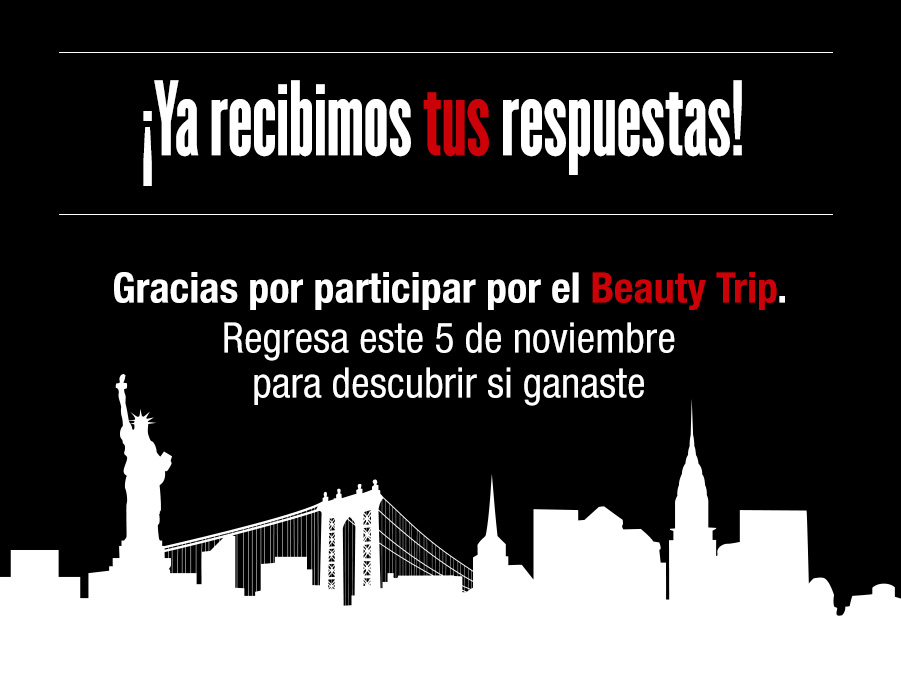 ¡Ya recibimos tus respuestas!
Gracias por participar por el Beauty Trip.
Regresa este 5 de noviembre
para descubrir si ganaste